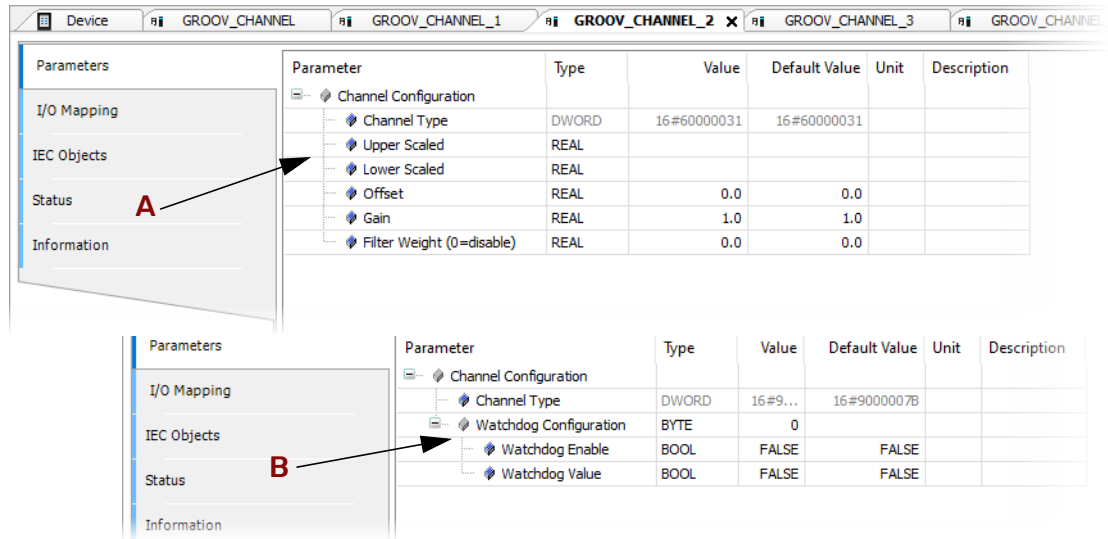 Device GROOV_CHANNEL GROOV_CHANNEL_1 GROOV_CHANNEL_2 GROOV_CHANNEL_3 GROOV_CHANNEL
Parameters
I/O Mapping
IEC Objects
Status
Information
A
Parameter Type Value Default Value Unit Description
Channel Configuration
Channel Type DWORD 16#60000031 16#60000031
Upper Scaled REAL
Lower Scaled REAL
Offset REAL 0.0 0.0
Gain REAL 1.0 1.0
Filter Weight (0=disable) REAL 0.0 0.0
Parameters
I/O Mapping
IEC Objects
Status
Information
B
Parameter Type Value Default Value Unit Description
Channel Configuration
Channel Type DWORD 16#9... 16#9000007B
Watchdog Configuration BYTE 0
Watchdog Enable BOOL FALSE FALSE
Watchdog Value BOOL FALSE FALSE